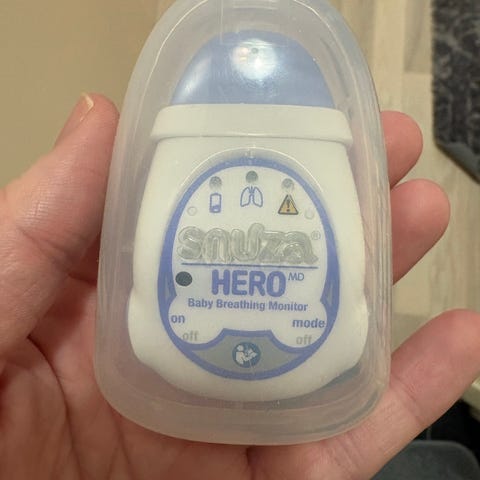 snuza®
HERO MD
Baby Breathing Monitor
on
mode
off
off